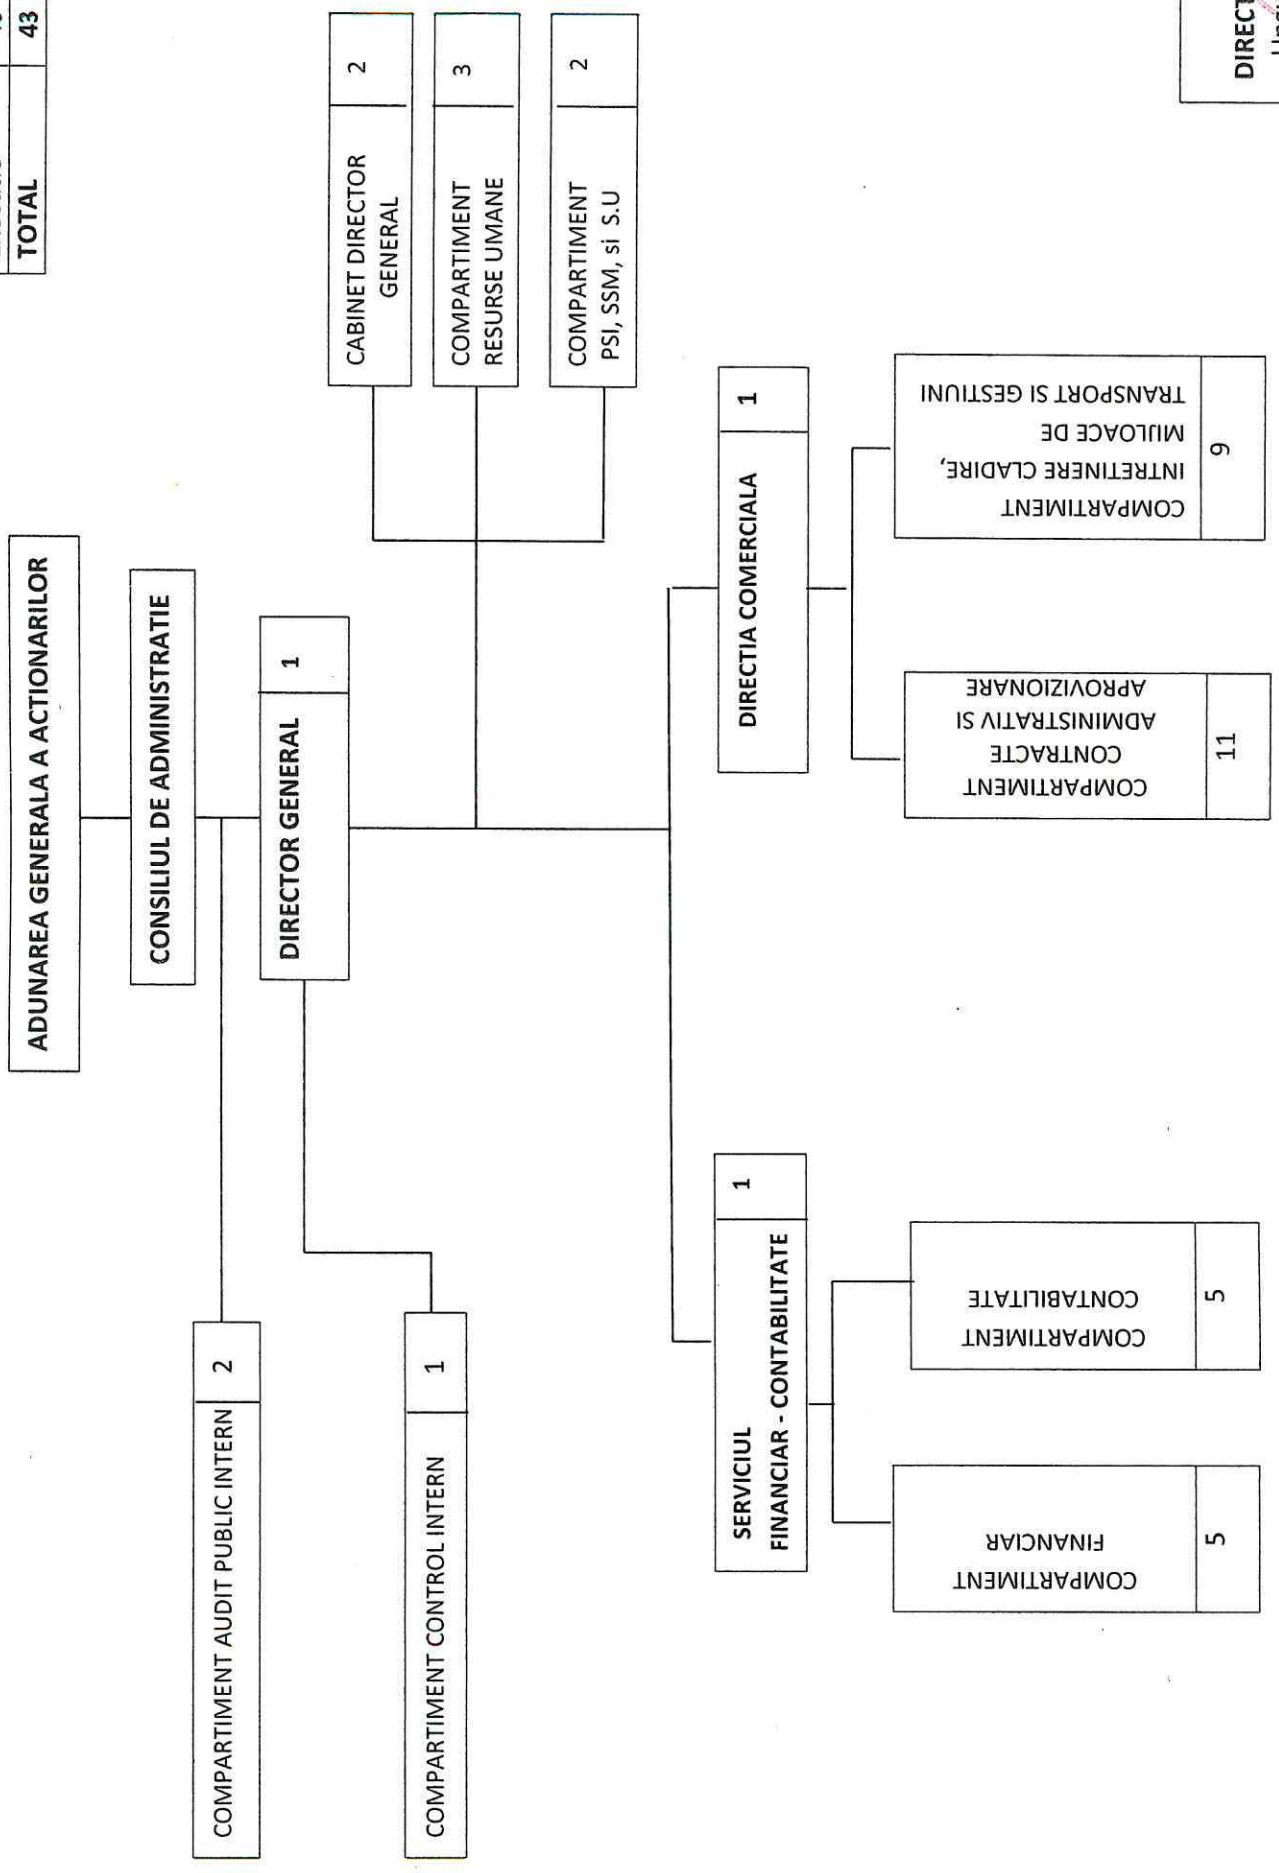 TOTAL 43
ADUNAREA GENERALA A ACTIONARILOR
CONSILIUL DE ADMINISTRATIE
COMPARTIMENT AUDIT PUBLIC INTERN 2
DIRECTOR GENERAL 1
COMPARTIMENT CONTROL INTERN 1
CABINET DIRECTOR 2
GENERAL
COMPARTIMENT 3
RESURSE UMANE
COMPARTIMENT 2
PSI, SSM, si S.U
SERVICIUL 1
FINANCIAR - CONTABILITATE
DIRECTIA COMERCIALA 1
COMPARTIMENT
FINANCIAR
5
COMPARTIMENT
CONTABILITATE
5
COMPARTIMENT
CONTRACTE
ADMINISTRATIV SI
APROVIZIONARE
11
COMPARTIMENT
INTRETINERE CLADIRE,
MIJLOACE DE
TRANSPORT SI GESTIUNI
9